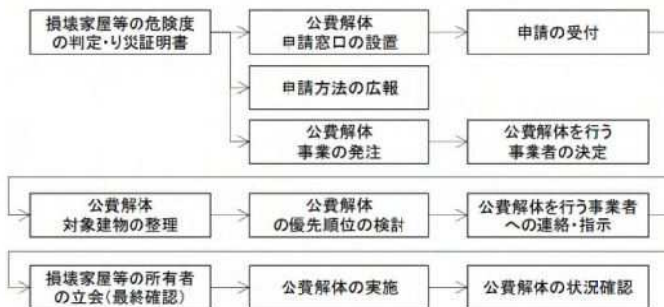 損壊家屋等の危険度
の判定・り災証明書
公費解体
申請窓口の設置
申請の受付
申請方法の広報
公費解体
事業の発注
公費解体を行う
事業者の決定
公費解体
対象建物の整理
公費解体
の優先順位の検討
公費解体を行う事業者
への連絡・指示
損壊家屋等の所有者
の立会(最終確認)
公費解体の実施
公費解体の状況確認